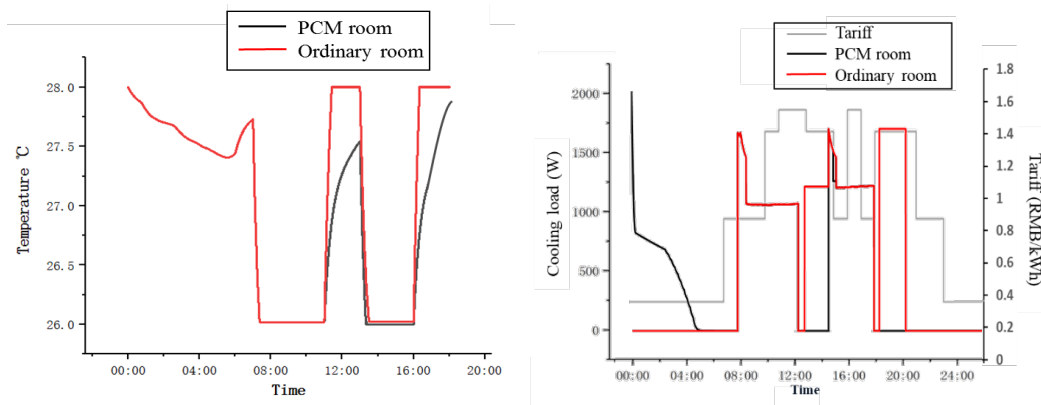 PCM room
Ordinary room
28.0
27.5
27.0
26.5
26.0
Temperature ℃
00:00 04:00 08:00 12:00 16:00 20:00
Time
Tariff
PCM room
Ordinary room
2000
1500
1000
500
0
Cooling load (W)
1.8
1.6
1.4
1.2
1
0.8
0.6
0.4
0.2
0
Tariff (RMB/kWh)
00:00 04:00 08:00 12:00 16:00 20:00 24:00
Time